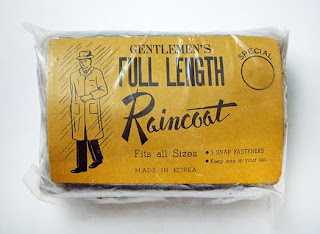 GENTLEMEN'S
FULL LENGTH
Raincoat
SPECIAL
Fits all Sizes
• 3 SNAP FASTENERS
• Keep one in your car.
MADE IN KOREA